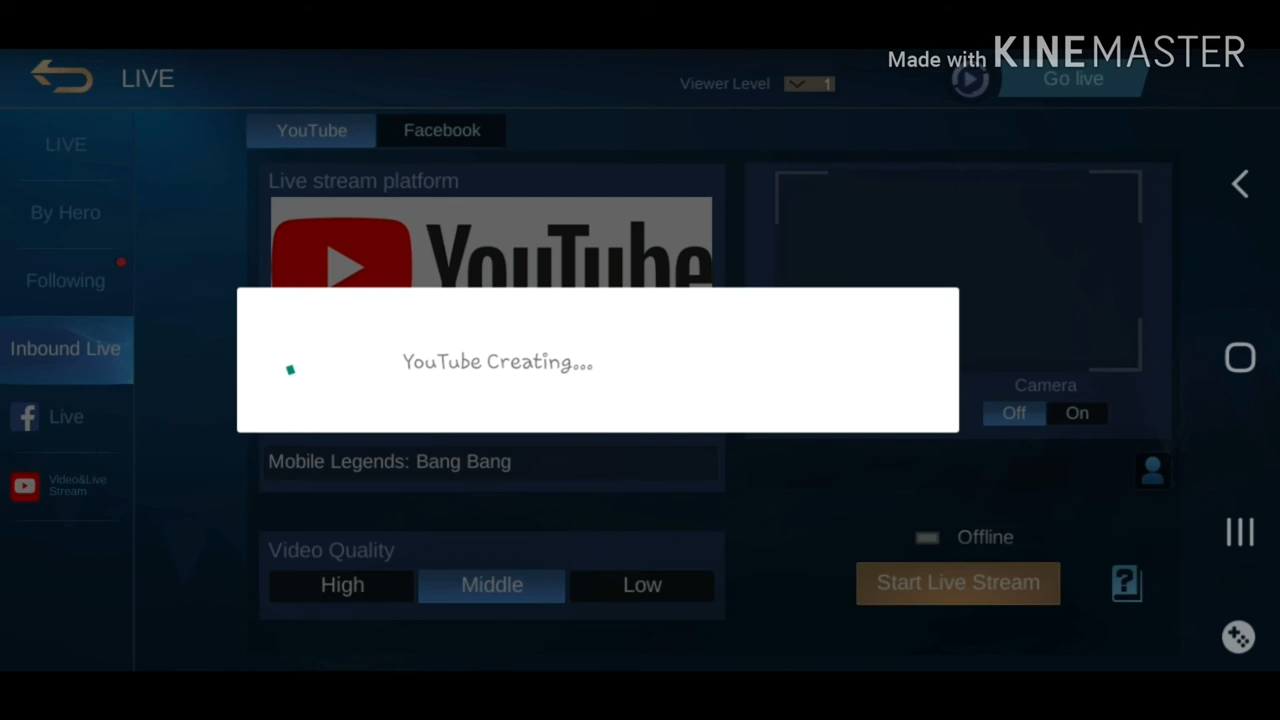 Made with KINEMASTER
LIVE
Viewer Level 1
Go live
LIVE
By Hero
Following
Inbound Live
Live
Video&Live
Stream
YouTube
Facebook
Live stream platform
YouTube
YouTube Creating...
Mobile Legends: Bang Bang
Video Quality
High
Middle
Low
Camera
Off
On
Offline
Start Live Stream
?